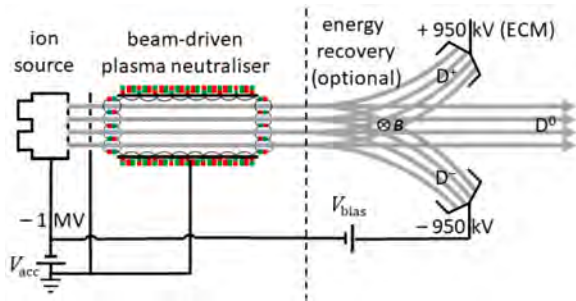 ion
source
beam-driven
plasma neutraliser
energy
recovery
(optional)
+ 950 kV (ECM)
D+
⊗ B
D0
D−
− 1 MV
Vbias
− 950 kV
Vacc